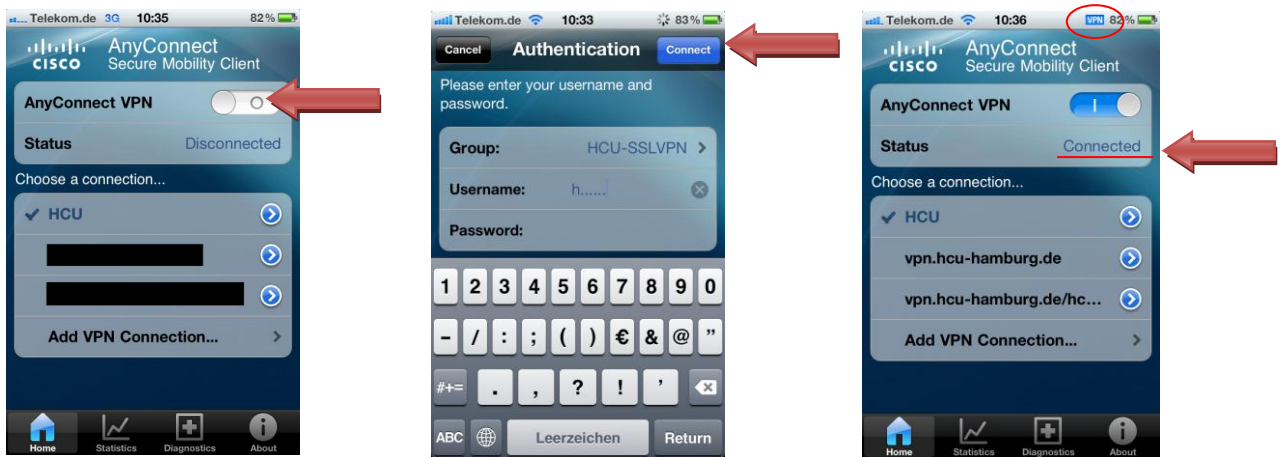 Telekom.de 3G 10:35 82%
CISCO
AnyConnect
Secure Mobility Client
AnyConnect VPN
Status Disconnected
Choose a connection...
HCU
Add VPN Connection...
Home Statistics Diagnostics About
Telekom.de 10:33 83%
Cancel Authentication Connect
Please enter your username and
password.
Group: HCU-SSLVPN
Username: h......
Password:
1 2 3 4 5 6 7 8 9 0
- / : ; ( ) € & @ "
#+= . , ? ! '
ABC Leerzeichen Return
Telekom.de 10:36 VPN 82%
CISCO
AnyConnect
Secure Mobility Client
AnyConnect VPN
Status Connected
Choose a connection...
HCU
vpn.hcu-hamburg.de
vpn.hcu-hamburg.de/hc...
Add VPN Connection...
Home Statistics Diagnostics About